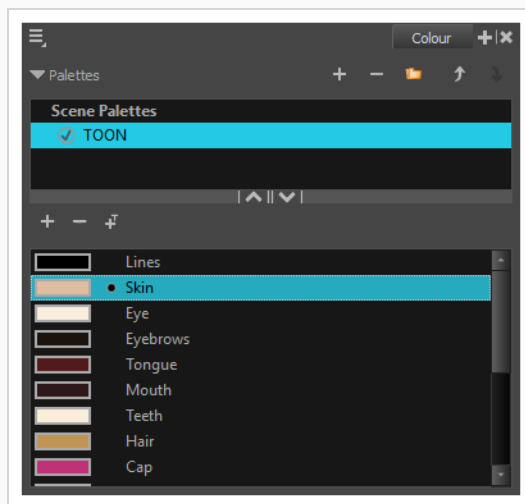 Colour
Palettes
Scene Palettes
TOON
Lines
Skin
Eye
Eyebrows
Tongue
Mouth
Teeth
Hair
Cap